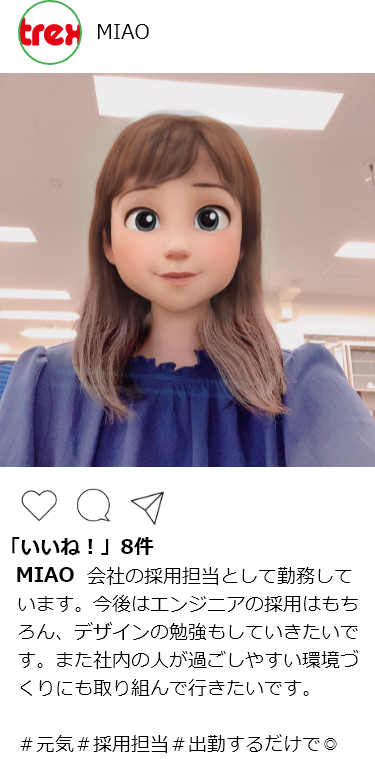 trex MIAO
「いいね！」8件
MIAO 会社の採用担当として勤務して
います。今後はエンジニアの採用はもち
ろん、デザインの勉強もしていきたいで
す。また社内の人が過ごしやすい環境づ
くりにも取り組んで行きたいです。
＃元気＃採用担当＃出勤するだけで◎